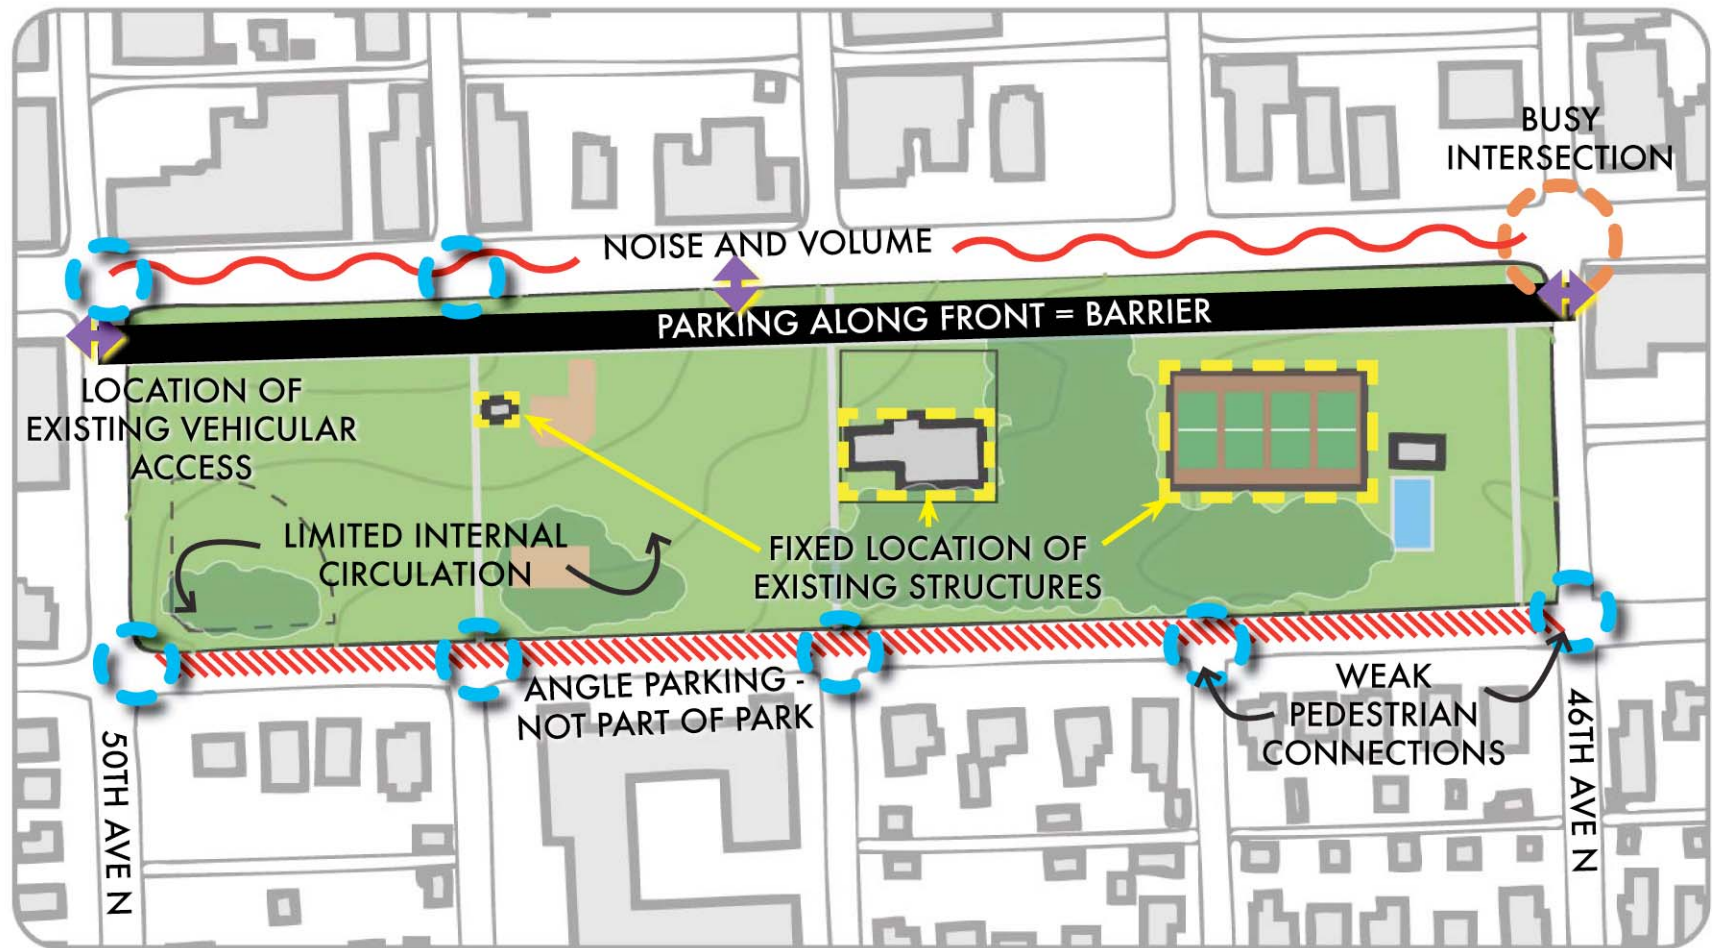 BUSY
INTERSECTION
NOISE AND VOLUME
PARKING ALONG FRONT = BARRIER
LOCATION OF
EXISTING VEHICULAR
ACCESS
LIMITED INTERNAL
CIRCULATION
FIXED LOCATION OF
EXISTING STRUCTURES
ANGLE PARKING -
NOT PART OF PARK
WEAK
PEDESTRIAN
CONNECTIONS
50TH AVE N
46TH AVE N